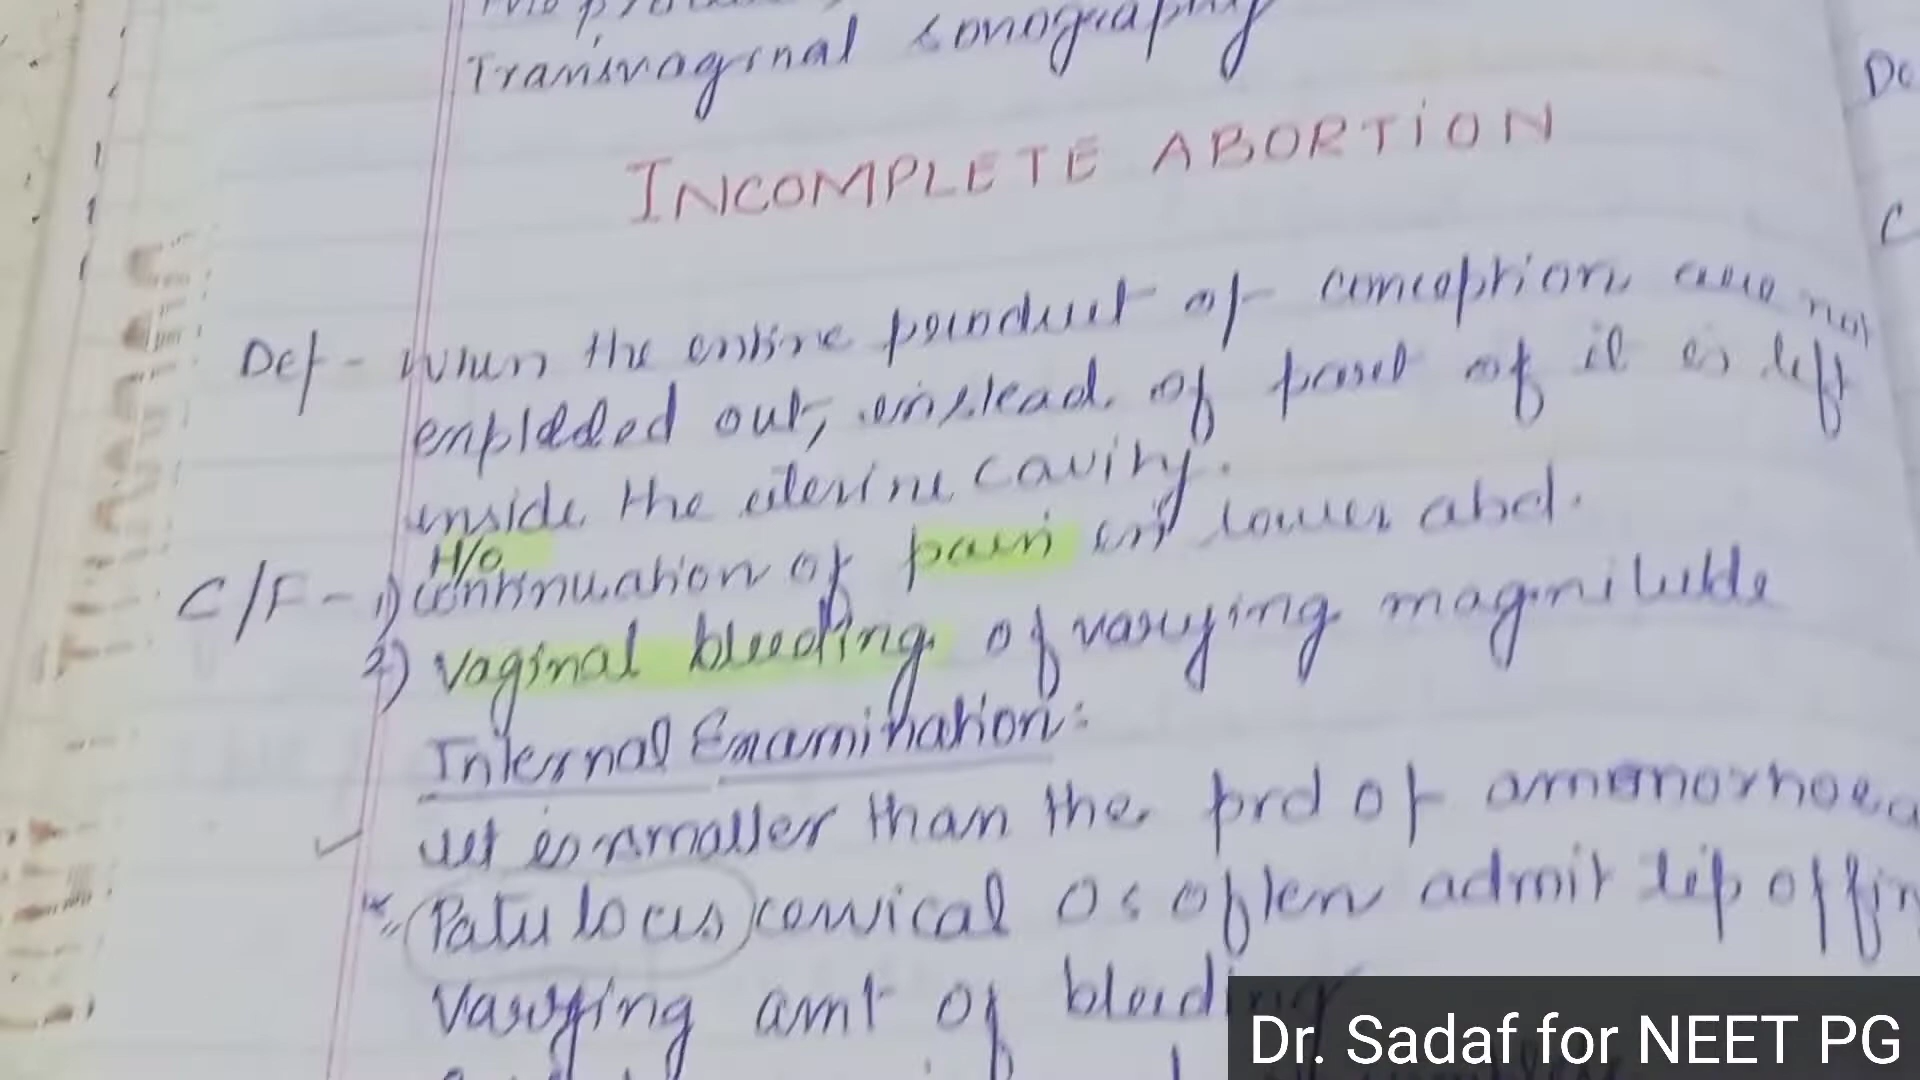 Transvaginal sonography
Dc
INCOMPLETE ABORTION
C
Def - When the entire product of conception are not
out, instead of part of it is left
inside the uterine cavity.
H/O
C/F - 1) continuation of pain in lower abd.
2) vaginal bleeding of varying magnitude
Internal Examination:
ut is smaller than the prd of amenorrhoea
Patulous cervical Os often admit tip of fin
varying amt of bleeding
Dr. Sadaf for NEET PG